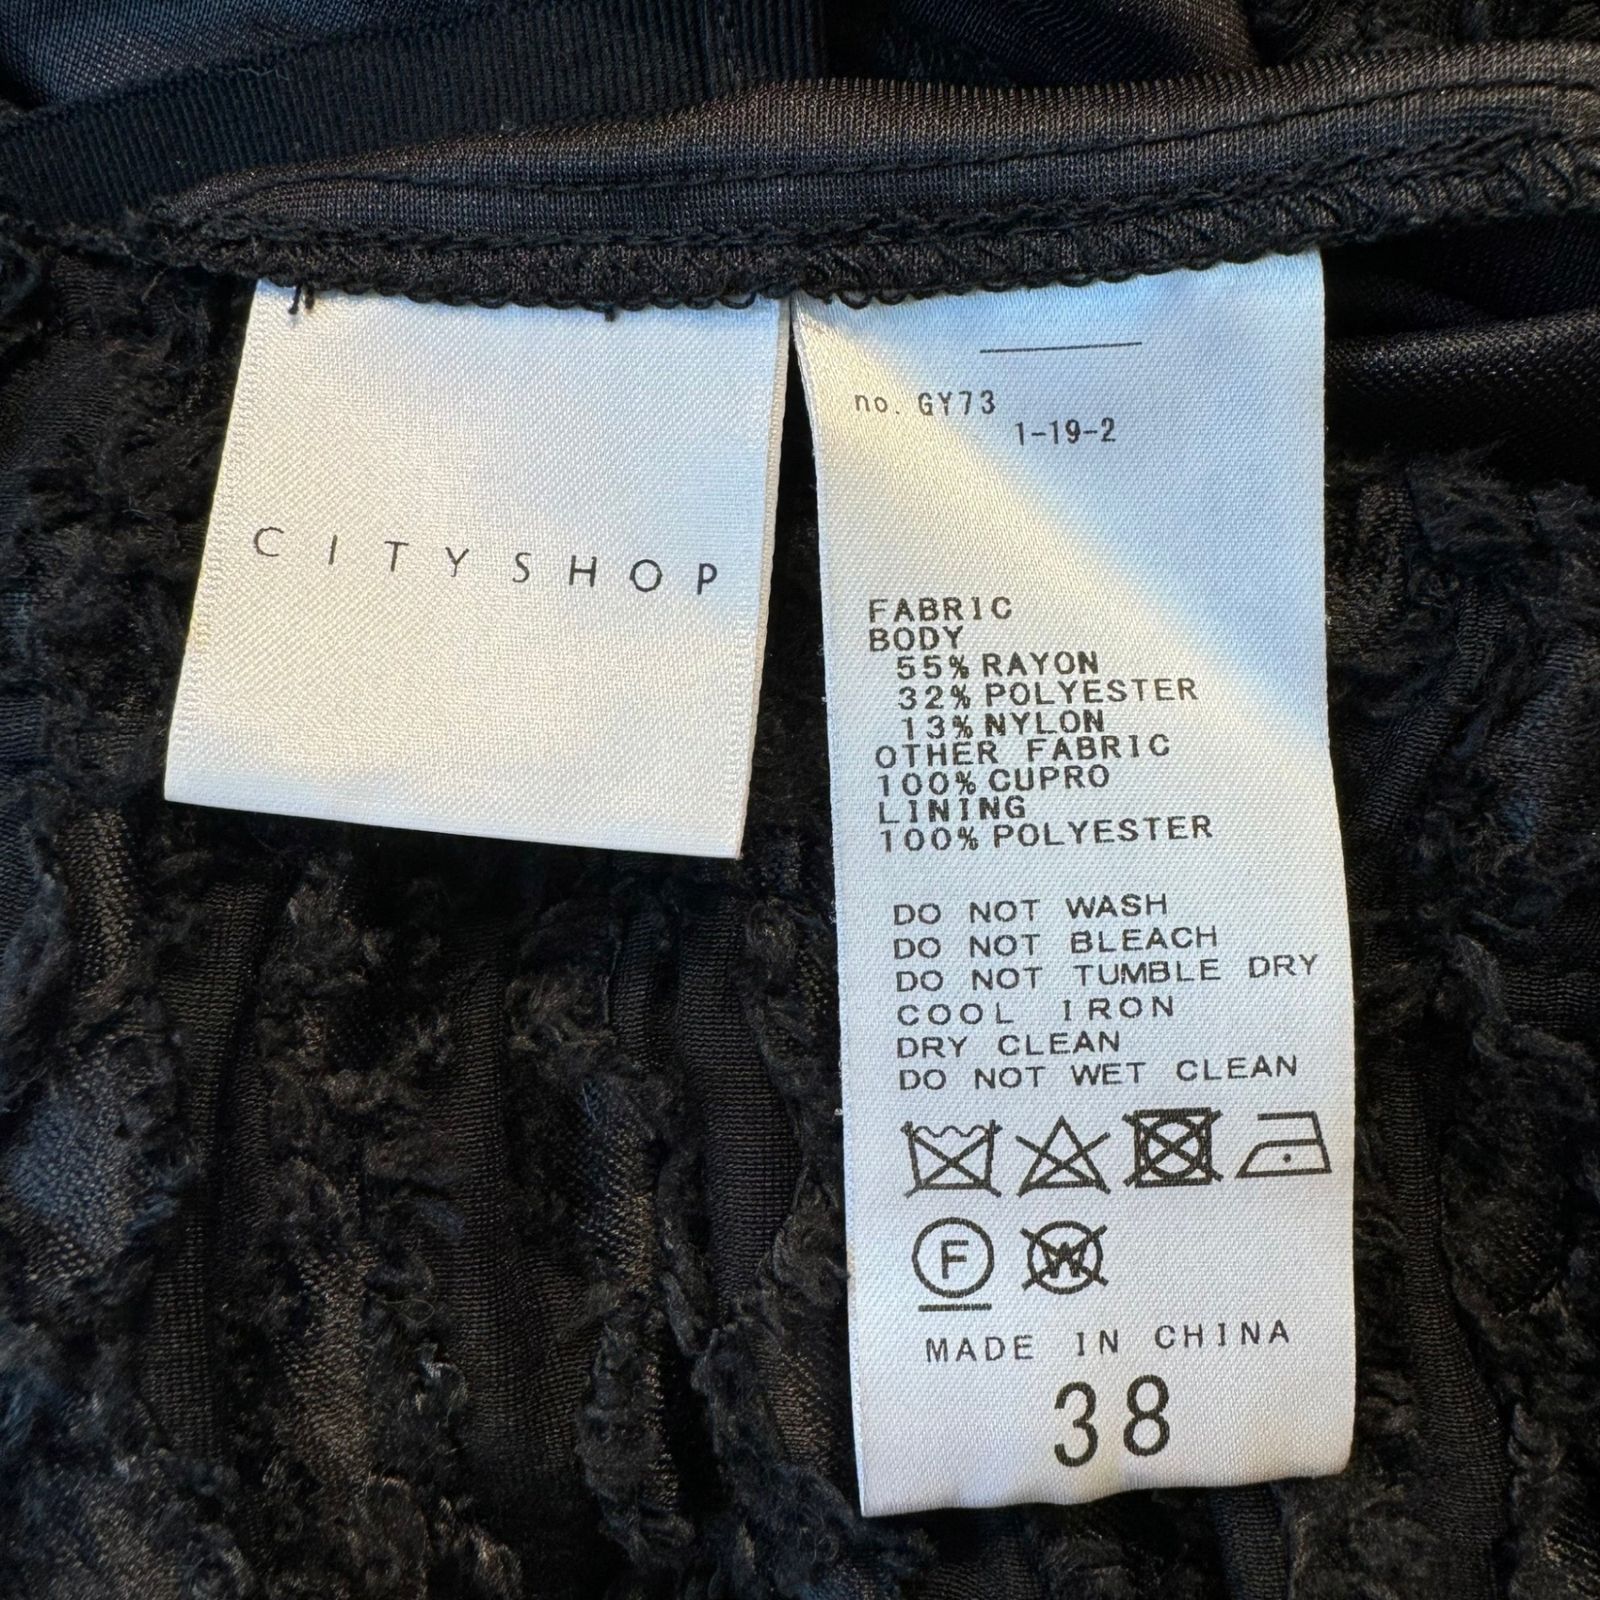 CITYSHOP
no. GY73
1-19-2
FABRIC
BODY
55% RAYON
32% POLYESTER
13% NYLON
OTHER FABRIC
100% CUPRO
LINING
100% POLYESTER
DO NOT WASH
DO NOT BLEACH
DO NOT TUMBLE DRY
COOL IRON
DRY CLEAN
DO NOT WET CLEAN
F W
MADE IN CHINA
38